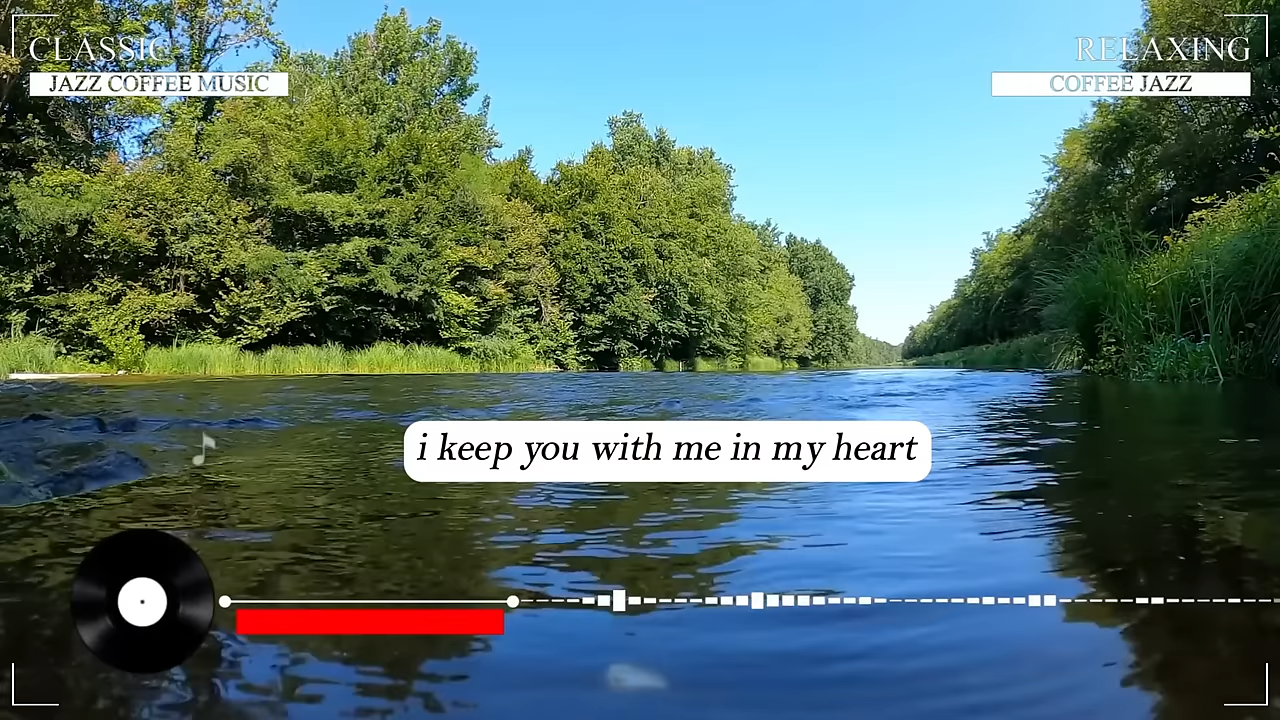 CLASSIC
JAZZ COFFEE MUSIC
RELAXING
COFFEE JAZZ
i keep you with me in my heart